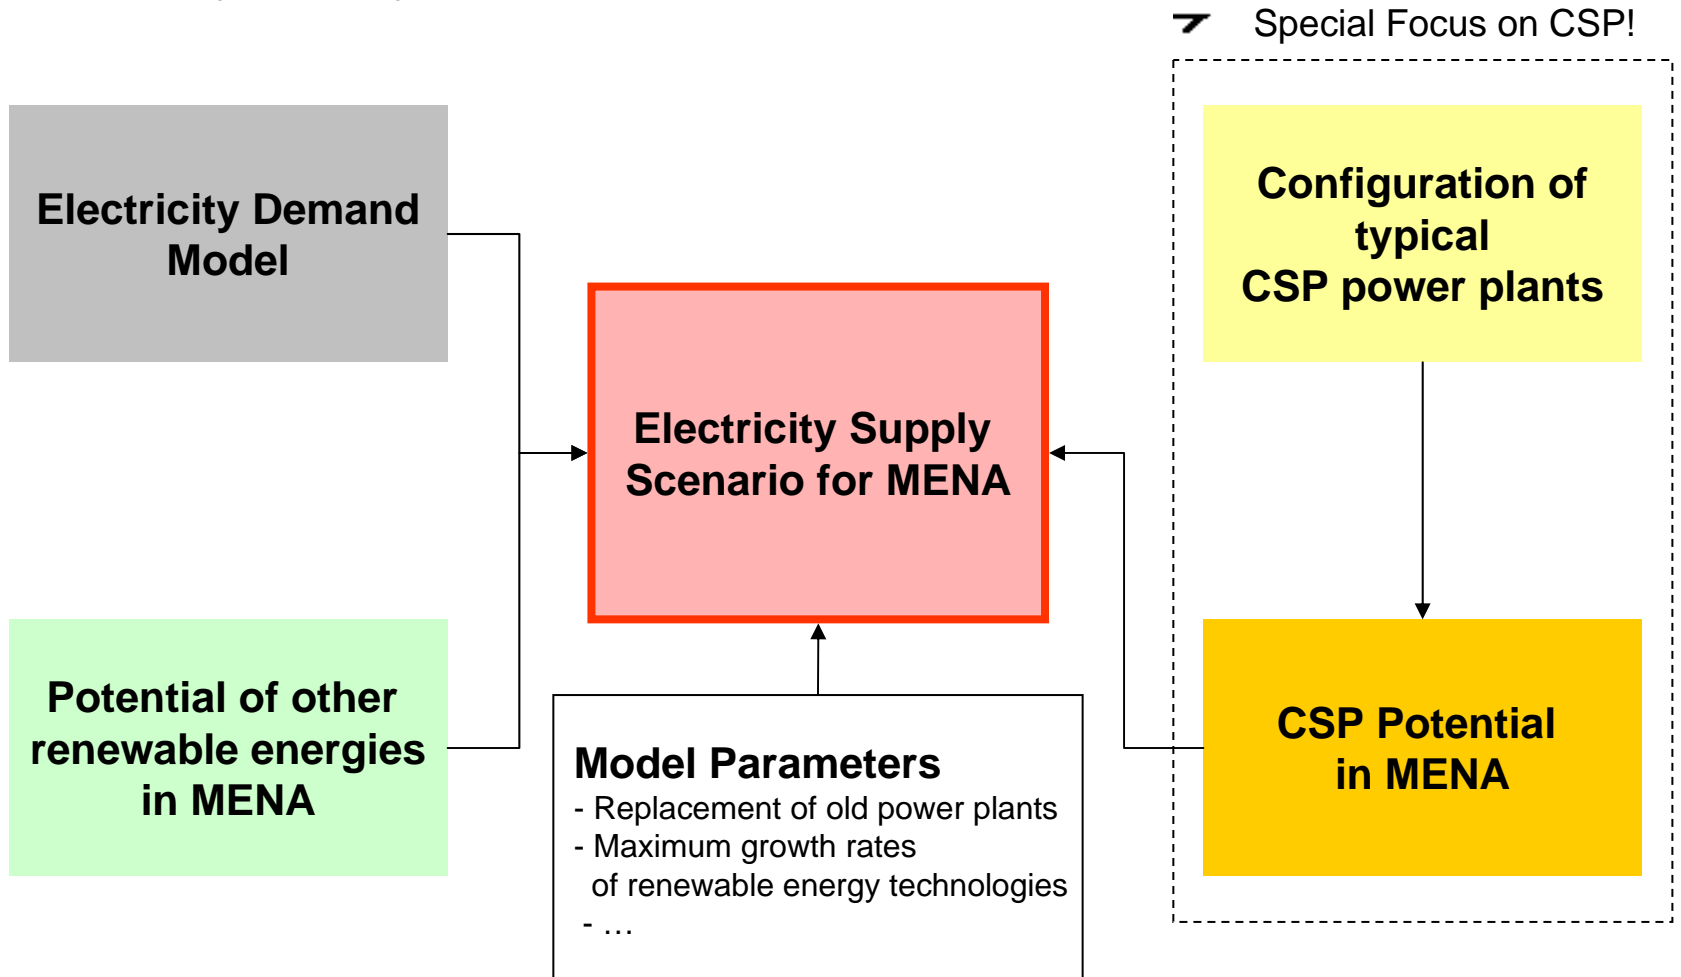 Special Focus on CSP!
Electricity Demand
Model
Configuration of
typical
CSP power plants
Electricity Supply
Scenario for MENA
Potential of other
renewable energies
in MENA
Model Parameters
- Replacement of old power plants
- Maximum growth rates
of renewable energy technologies
- …
CSP Potential
in MENA